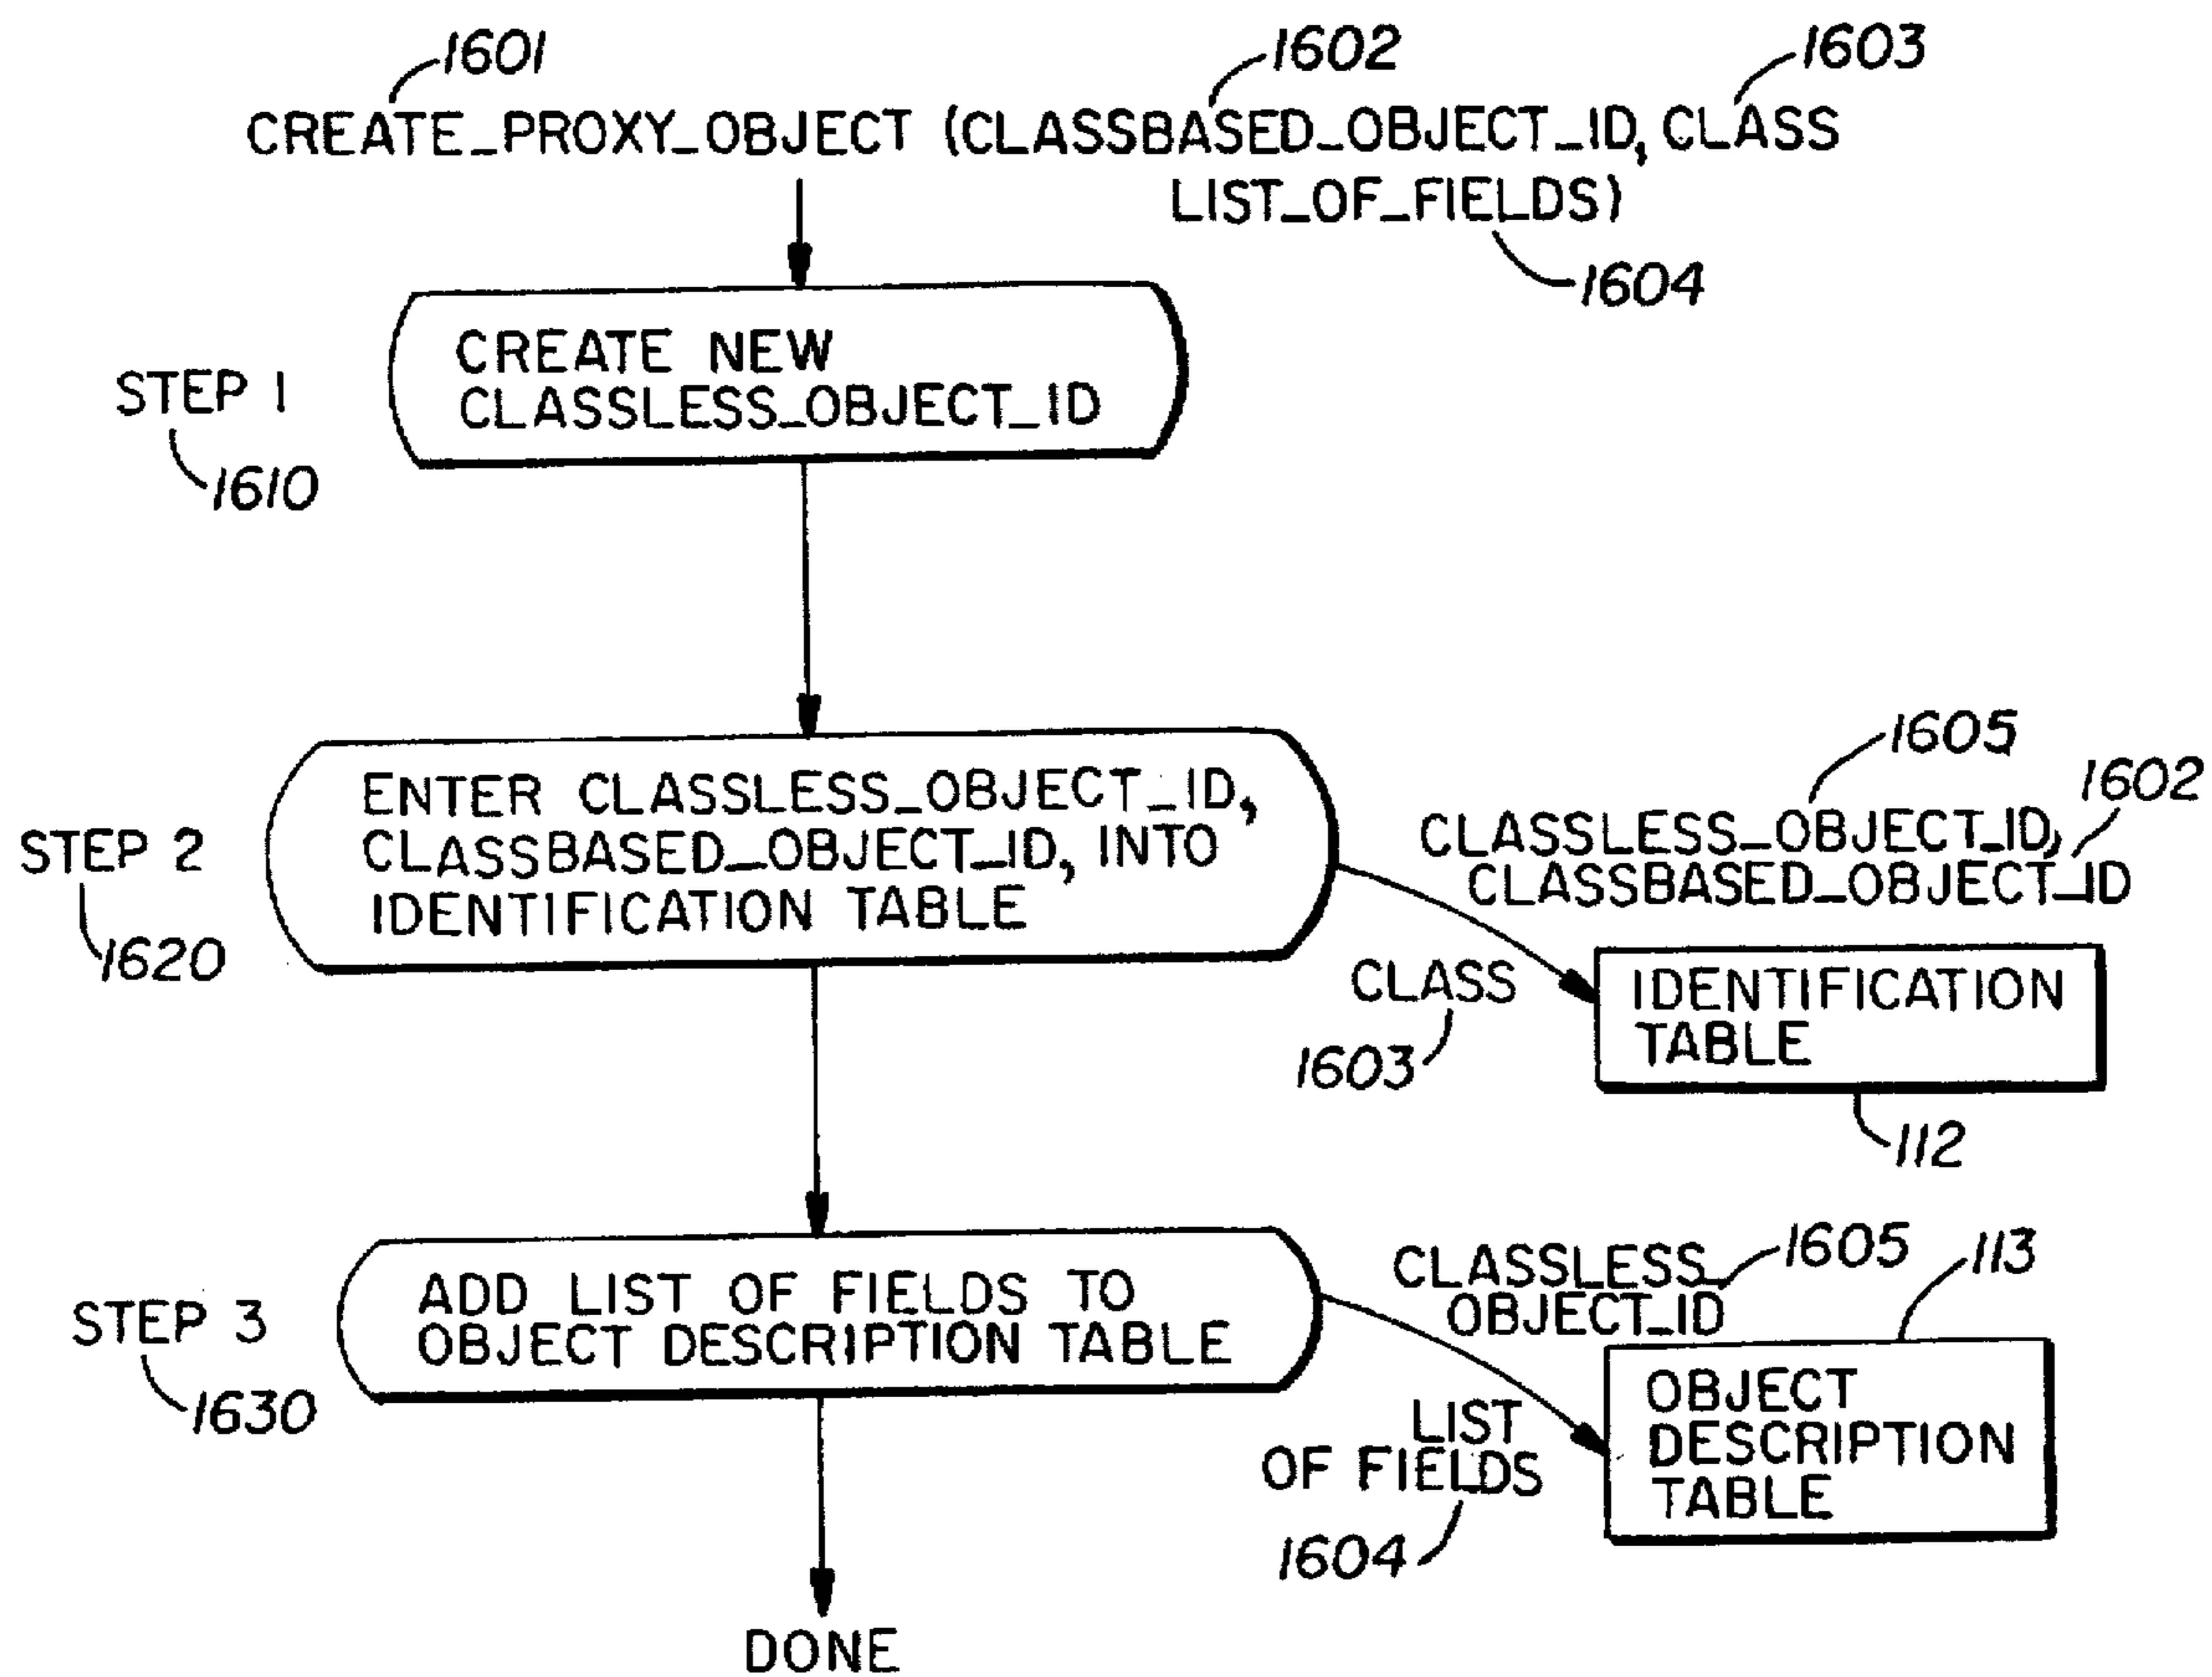 1601
1602
1603
CREATE_PROXY_OBJECT (CLASSBASED_OBJECT_ID, CLASS
LIST_OF_FIELDS)
1604
CREATE NEW
CLASSLESS_OBJECT_ID
STEP 1
1610
ENTER CLASSLESS_OBJECT_ID,
CLASSBASED_OBJECT_ID, INTO
IDENTIFICATION TABLE
STEP 2
1620
1605
1602
CLASSLESS_OBJECT_ID,
CLASSBASED_OBJECT_ID
CLASS
1603
IDENTIFICATION
TABLE
112
ADD LIST OF FIELDS TO
OBJECT DESCRIPTION TABLE
STEP 3
1630
CLASSLESS_
OBJECT_ID
1605
113
LIST
OF FIELDS
1604
OBJECT
DESCRIPTION
TABLE
DONE